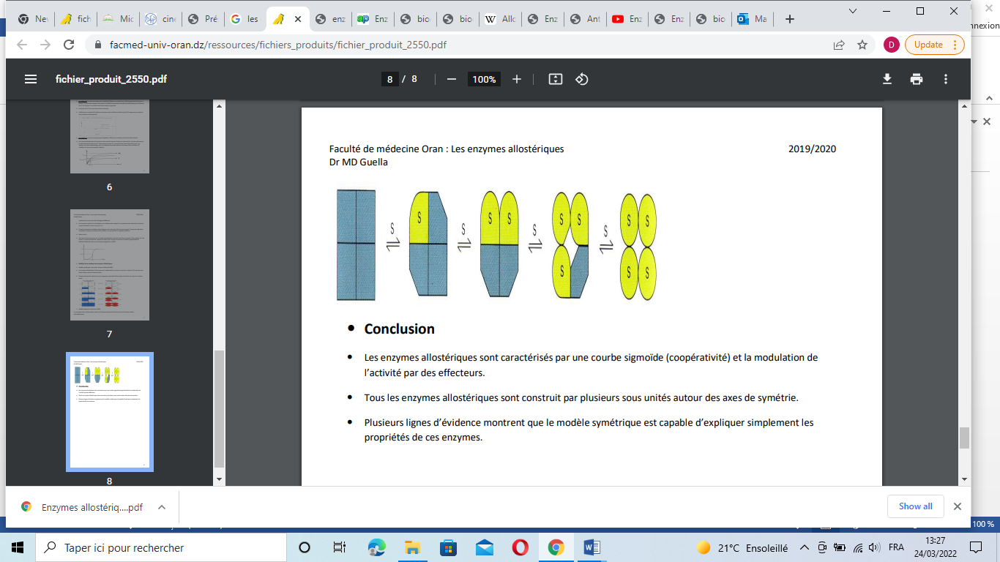 Nev
fich
Mic
cine
Pré
les
enz
Enz
bio
bio
Allo
Enz
Ant
Enz
Enz
bio
Ma
nnexion
facmed-univ-oran.dz/ressources/fichiers_produits/fichier_produit_2550.pdf
D
Update
fichier_produit_2550.pdf
8 / 8
100%
6
7
8
Faculté de médecine Oran : Les enzymes allostériques 2019/2020
Dr MD Guella
S S S S
S S S S S S S
S S S
Conclusion
Les enzymes allostériques sont caractérisés par une courbe sigmoïde (coopérativité) et la modulation de
l’activité par des effecteurs.
Tous les enzymes allostériques sont construit par plusieurs sous unités autour des axes de symétrie.
Plusieurs lignes d’évidence montrent que le modèle symétrique est capable d’expliquer simplement les
propriétés de ces enzymes.
Enzymes allostériq....pdf
Show all
100 %
Taper ici pour rechercher
21°C Ensoleillé
FRA
13:27
24/03/2022